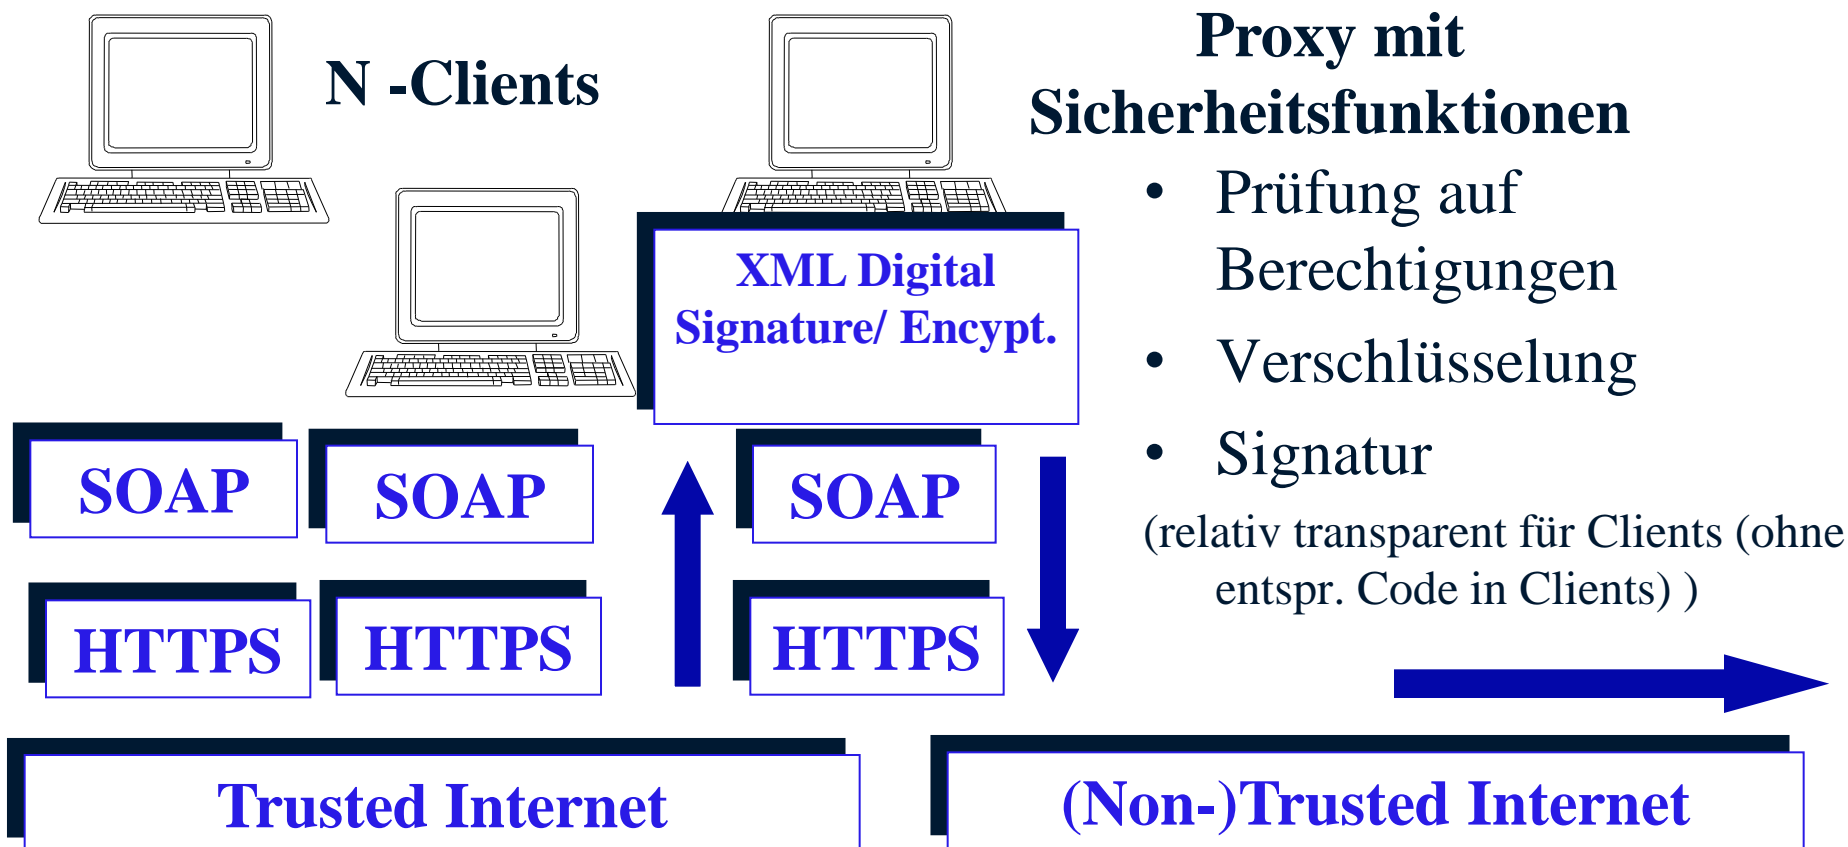 N -Clients
Proxy mit
Sicherheitsfunktionen
• Prüfung auf
Berechtigungen
• Verschlüsselung
• Signatur
(relativ transparent für Clients (ohne
entspr. Code in Clients) )
XML Digital
Signature/ Encypt.
SOAP
SOAP
SOAP
HTTPS
HTTPS
HTTPS
Trusted Internet
(Non-)Trusted Internet